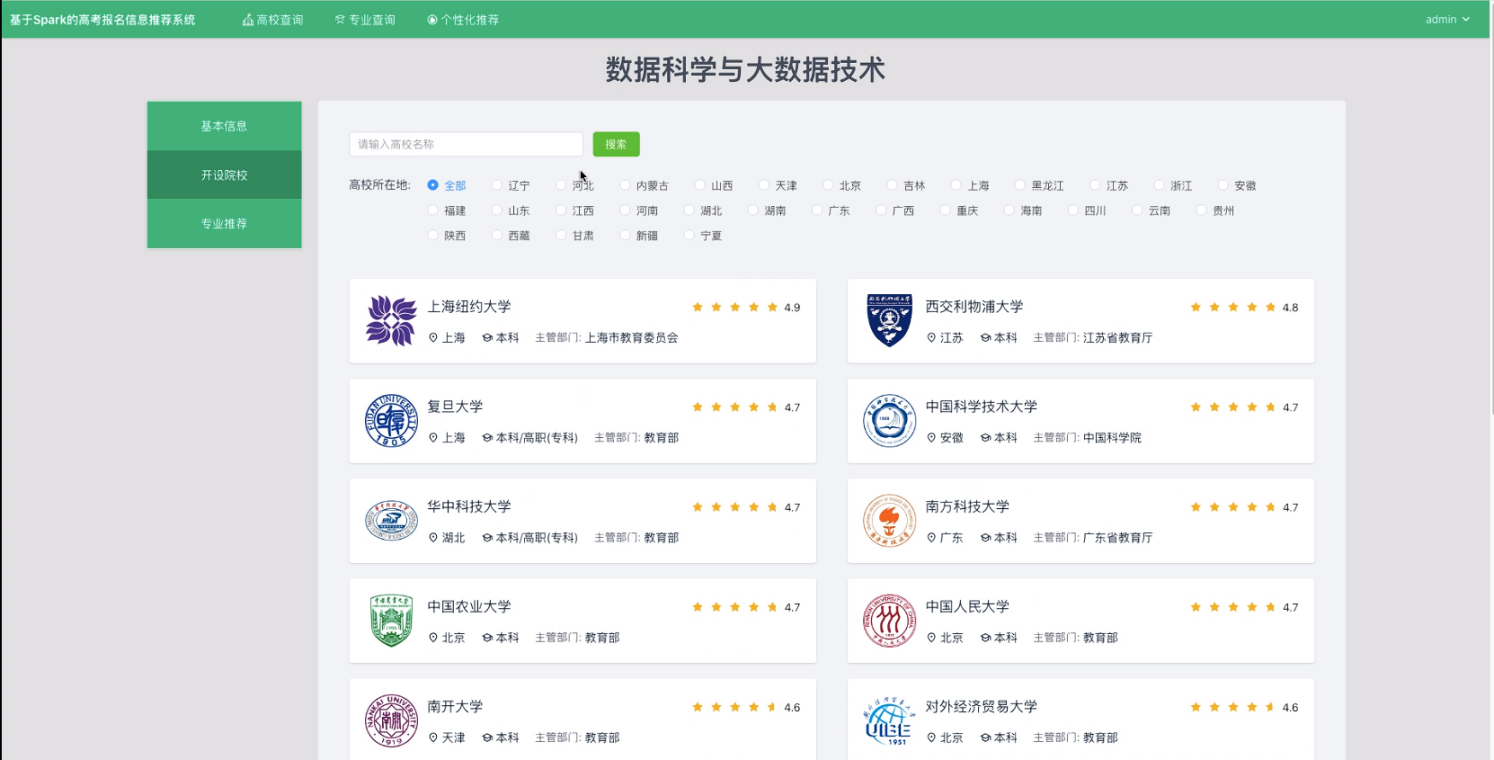 基于Spark的高考报名信息推荐系统 高校查询 专业查询 个性化推荐 admin
数据科学与大数据技术
基本信息
开设院校
专业推荐
请输入高校名称 搜索
高校所在地: 全部 辽宁 河北 内蒙古 山西 天津 北京 吉林 上海 黑龙江 江苏 浙江 安徽
福建 山东 江西 河南 湖北 湖南 广东 广西 重庆 海南 四川 云南 贵州
陕西 西藏 甘肃 新疆 宁夏
上海纽约大学 4.9
上海 本科 主管部门: 上海市教育委员会
西交利物浦大学 4.8
江苏 本科 主管部门: 江苏省教育厅
复旦大学 4.7
上海 本科/高职(专科) 主管部门: 教育部
中国科学技术大学 4.7
安徽 本科 主管部门: 中国科学院
华中科技大学 4.7
湖北 本科/高职(专科) 主管部门: 教育部
南方科技大学 4.7
广东 本科 主管部门: 广东省教育厅
中国农业大学 4.7
北京 本科 主管部门: 教育部
中国人民大学 4.7
北京 本科 主管部门: 教育部
南开大学 4.6
天津 本科 主管部门: 教育部
对外经济贸易大学 4.6
北京 本科 主管部门: 教育部
FUDAN UNIVERSITY
1905
NANKAI UNIVERSITY
南開
1919
UIBE
1951